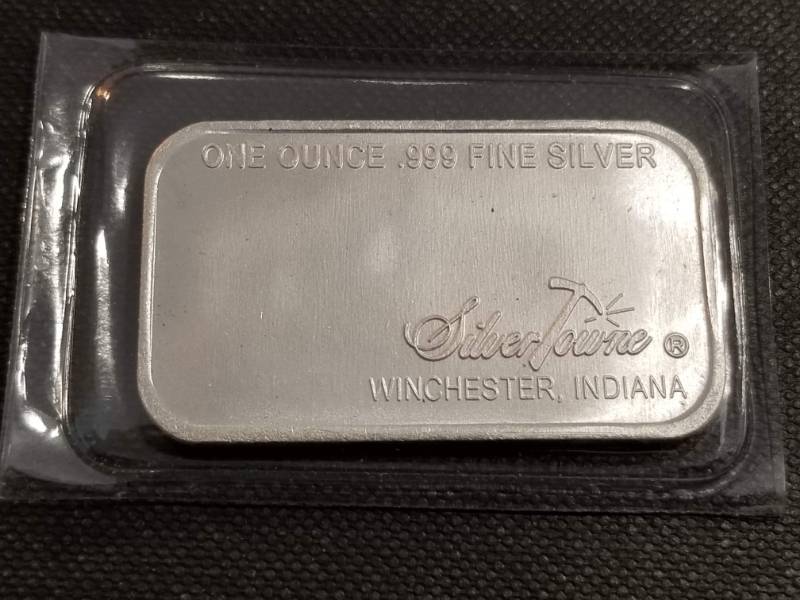 ONE OUNCE .999 FINE SILVER
SilverTowne ®
WINCHESTER, INDIANA